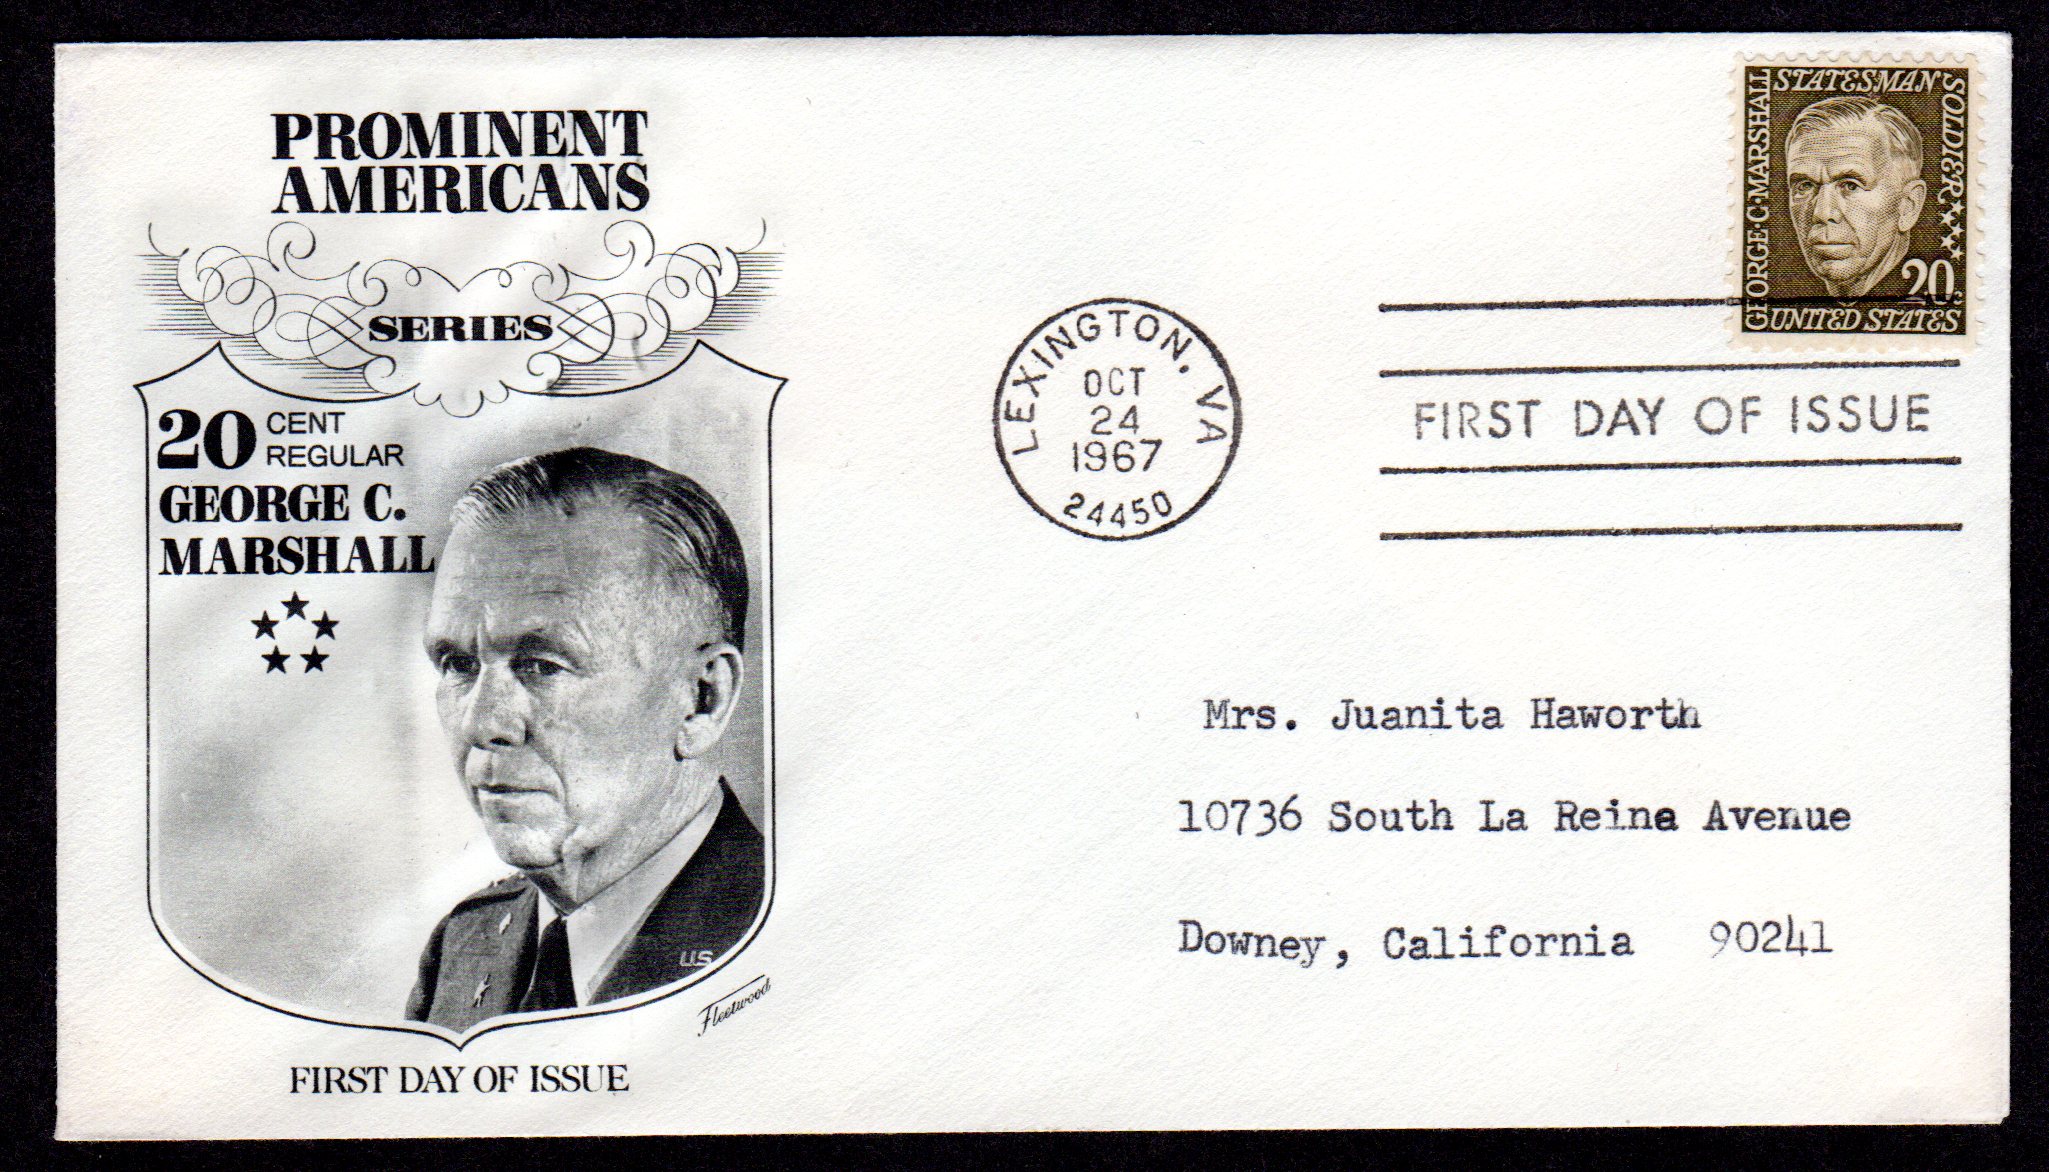 PROMINENT
AMERICANS
SERIES
20 CENT
REGULAR
GEORGE C.
MARSHALL
U.S
Fleetwood
FIRST DAY OF ISSUE
LEXINGTON, VA
OCT
24
1967
24450
GEORGE·C·MARSHALL
STATESMAN
SOLDIER
20c
UNITED STATES
FIRST DAY OF ISSUE
Mrs. Juanita Haworth
10736 South La Reina Avenue
Downey, California 90241